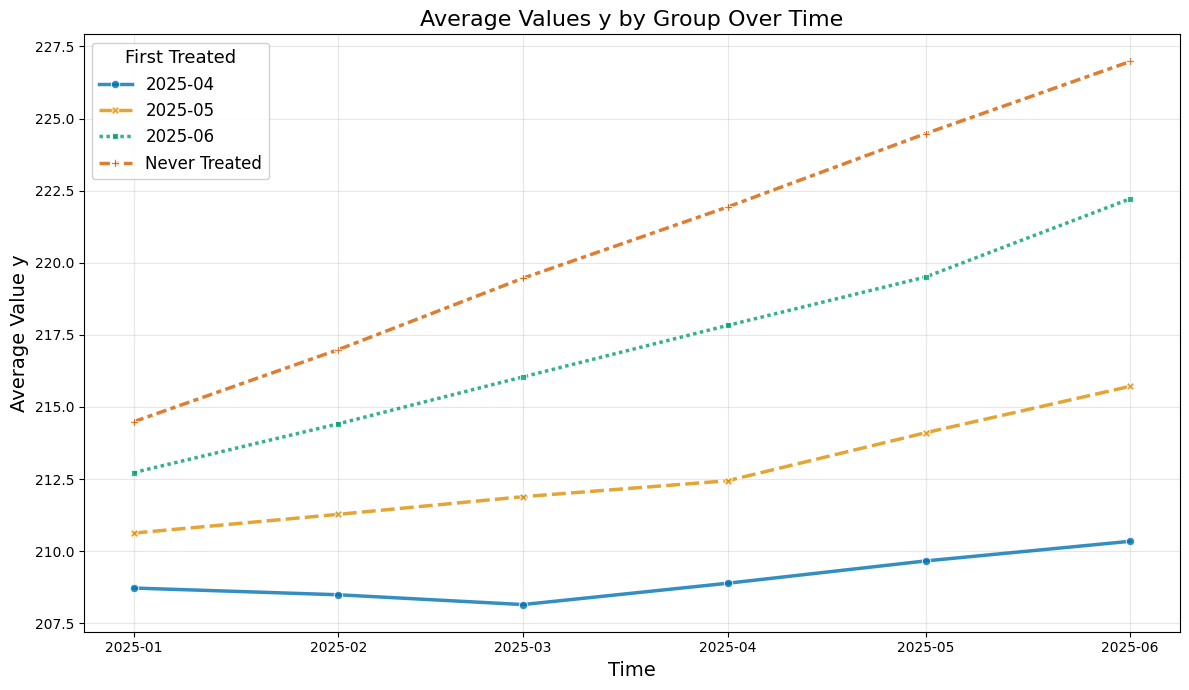 Average Values y by Group Over Time
First Treated
2025-04
2025-05
2025-06
Never Treated
Average Value y
227.5
225.0
222.5
220.0
217.5
215.0
212.5
210.0
207.5
2025-01 2025-02 2025-03 2025-04 2025-05 2025-06
Time